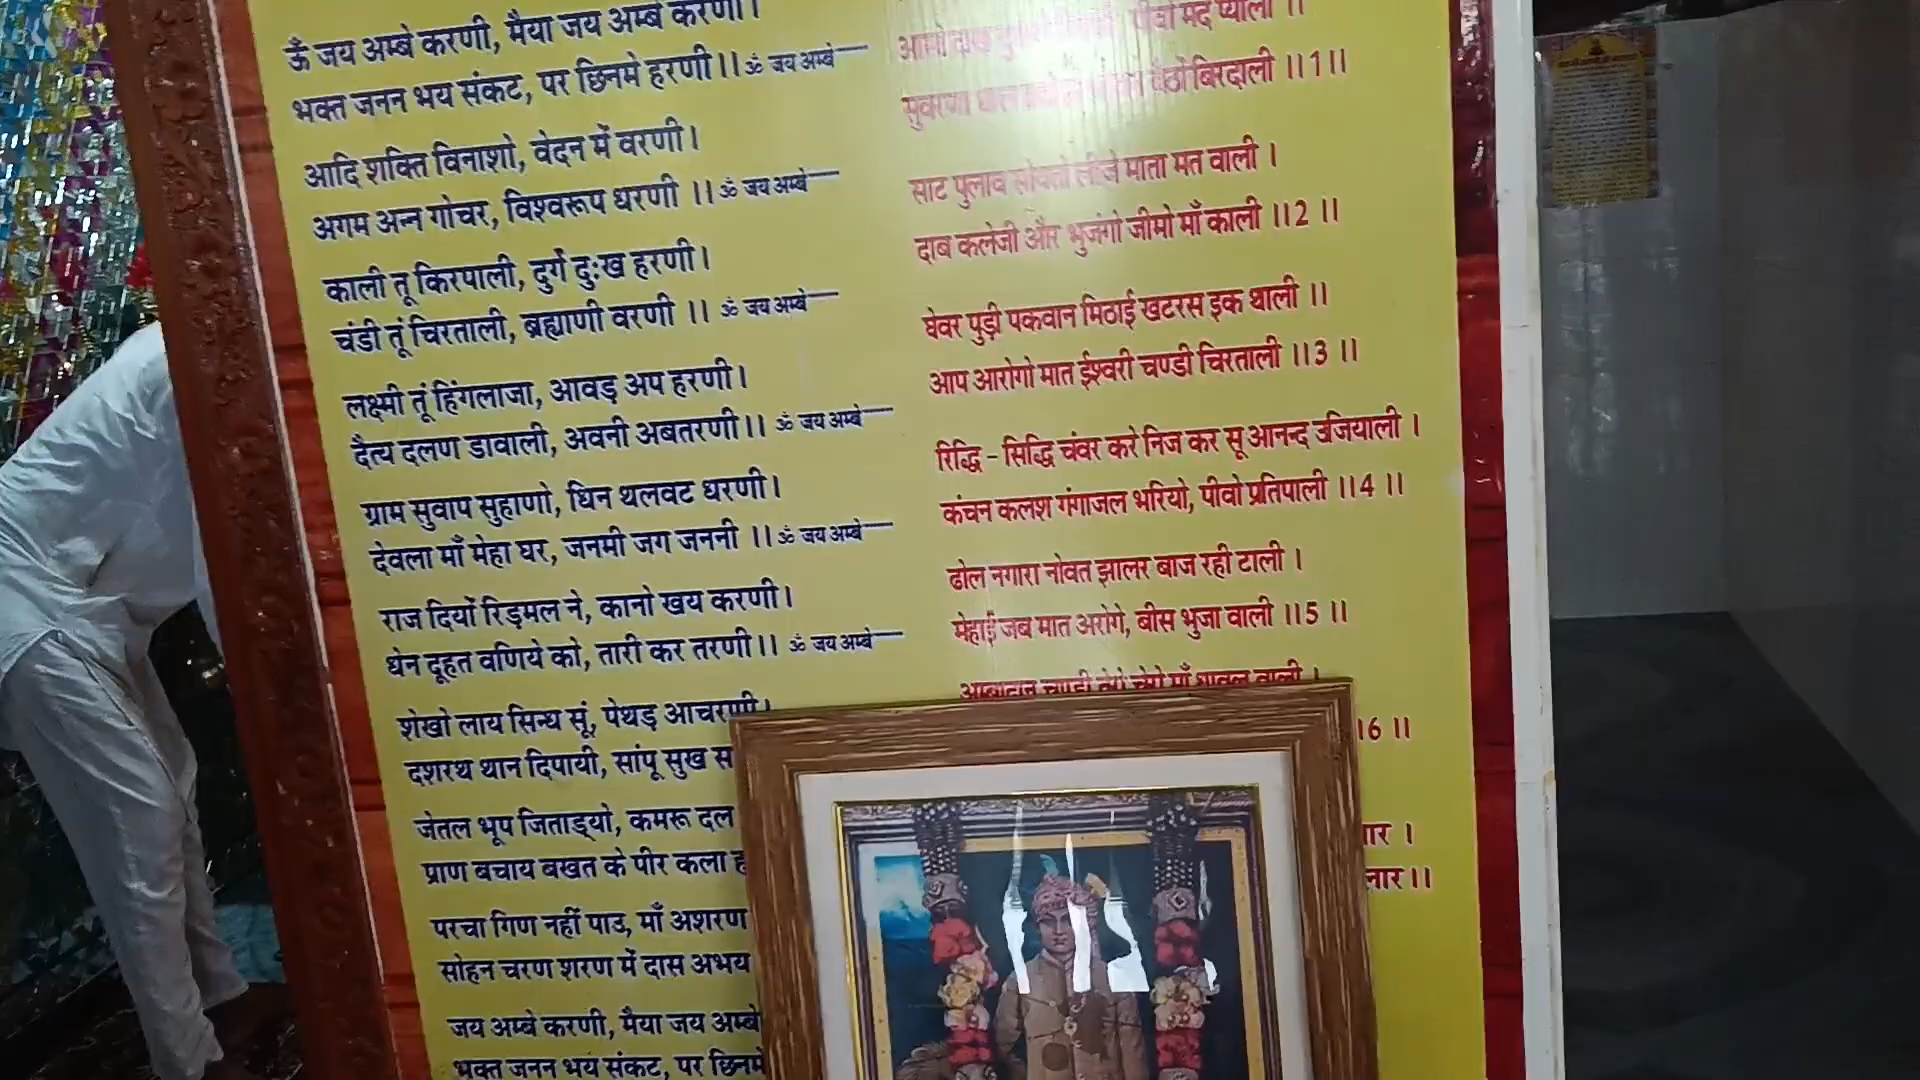 ॐ जय अम्बे करणी, मैया जय अम्बे करणी।
भक्त जनन भय संकट, पर छिनमे हरणी।। ॐ जय अम्बे
आदि शक्ति विनाशो, वेदन में वरणी।
अगम अन्न गोचर, विश्वरूप धरणी ।। ॐ जय अम्बे
काली तू किरपाली, दुर्गे दुःख हरणी।
चंडी तूं चिरताली, ब्रह्याणी वरणी ।। ॐ जय अम्बे
लक्ष्मी तूं हिंगलाजा, आवड़ अप हरणी।
दैत्य दलण डावाली, अवनी अबतरणी।। ॐ जय अम्बे
ग्राम सुवाप सुहाणो, धिन थलवट धरणी।
देवला माँ मेहा घर, जनमी जग जननी ।। ॐ जय अम्बे
राज दियों रिड़मल ने, कानो खय करणी।
धेन दूहत वणिये को, तारी कर तरणी।। ॐ जय अम्बे
शेखो लाय सिन्ध सूं, पेथड़ आचरणी।
दशरथ थान दिपायी, सांपू सुख स
जेतल भूप जिताड्यो, कमरू दल
प्राण बचाय बखत के पीर कला ह
परचा गिण नहीं पाउ, माँ अशरण
सोहन चरण शरण में दास अभय
जय अम्बे करणी, मैया जय अम्बे
भक्त जनन भय संकट, पर छिनमे
पीवो मद प्याली ।।
बैठो बिरदाली ।।1।।
साट पुलाव सोवतो लीजे माता मत वाली ।
दाब कलेजी और भुजंगो जीमो माँ काली ।।2 ।।
घेवर पुड़ी पकवान मिठाई खटरस इक थाली ।।
आप आरोगो मात ईश्वरी चण्डी चिरताली ।।3 ।।
रिद्धि - सिद्धि चंवर करे निज कर सू आनन्द उजियाली ।
कंचन कलश गंगाजल भरियो, पीवो प्रतिपाली ।।4 ।।
ढोल नगारा नोवत झालर बाज रही टाली ।
मेहाई जब मात अरोगे, बीस भुजा वाली ।।5 ।।
।6 ।।
ार ।
नार ।।